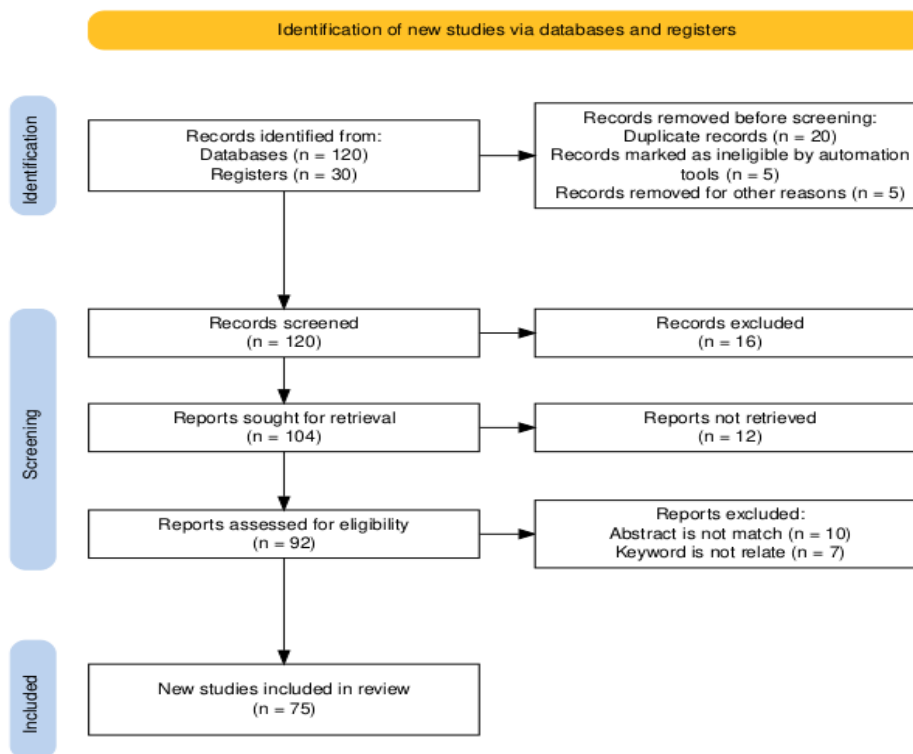 Identification of new studies via databases and registers
Identification
Records identified from:
Databases (n = 120)
Registers (n = 30)
Records removed before screening:
Duplicate records (n = 20)
Records marked as ineligible by automation
tools (n = 5)
Records removed for other reasons (n = 5)
Screening
Records screened
(n = 120)
Records excluded
(n = 16)
Reports sought for retrieval
(n = 104)
Reports not retrieved
(n = 12)
Reports assessed for eligibility
(n = 92)
Reports excluded:
Abstract is not match (n = 10)
Keyword is not relate (n = 7)
Included
New studies included in review
(n = 75)